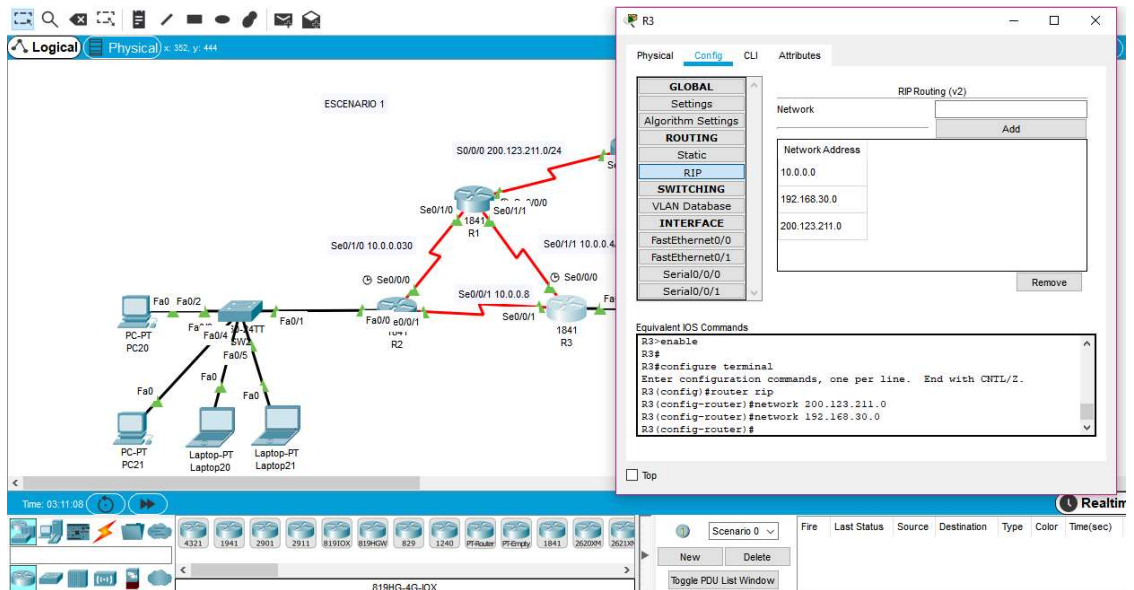 R3
Logical
Physical
x: 352, y: 444
ESCENARIO 1
S0/0/0 200.123.211.0/24
Se0/1/0
Se0/1/1
1841
R1
Se0/1/0 10.0.0.030
Se0/1/1 10.0.0.4
Se0/0/0
Se0/0/0
Se0/0/1 10.0.0.8
Fa0 Fa0/2
Fa0/1
Fa0/0
e0/0/1
Se0/0/1
Fa
PC-PT
PC20
Fa0/4
24TT
SW2
R2
1841
R3
Fa0/5
Fa0
Fa0
Fa0
PC-PT
PC21
Laptop-PT
Laptop20
Laptop-PT
Laptop21
Physical Config CLI Attributes
GLOBAL
Settings
Algorithm Settings
ROUTING
Static
RIP
SWITCHING
VLAN Database
INTERFACE
FastEthernet0/0
FastEthernet0/1
Serial0/0/0
Serial0/0/1
RIP Routing (v2)
Network
Add
Network Address
10.0.0.0
192.168.30.0
200.123.211.0
Remove
Equivalent IOS Commands
R3>enable
R3#
R3#configure terminal
Enter configuration commands, one per line. End with CNTL/Z.
R3(config)#router rip
R3(config-router)#network 200.123.211.0
R3(config-router)#network 192.168.30.0
R3(config-router)#
Top
Time: 03:11:08
Realtim
4321 1941 2901 2911 819IOX 819HGW 829 1240 PT-Router PT-Empty 1841 2620XM 2621X
819HG-4G-IOX
Scenario 0
New Delete
Toggle PDU List Window
Fire Last Status Source Destination Type Color Time(sec)